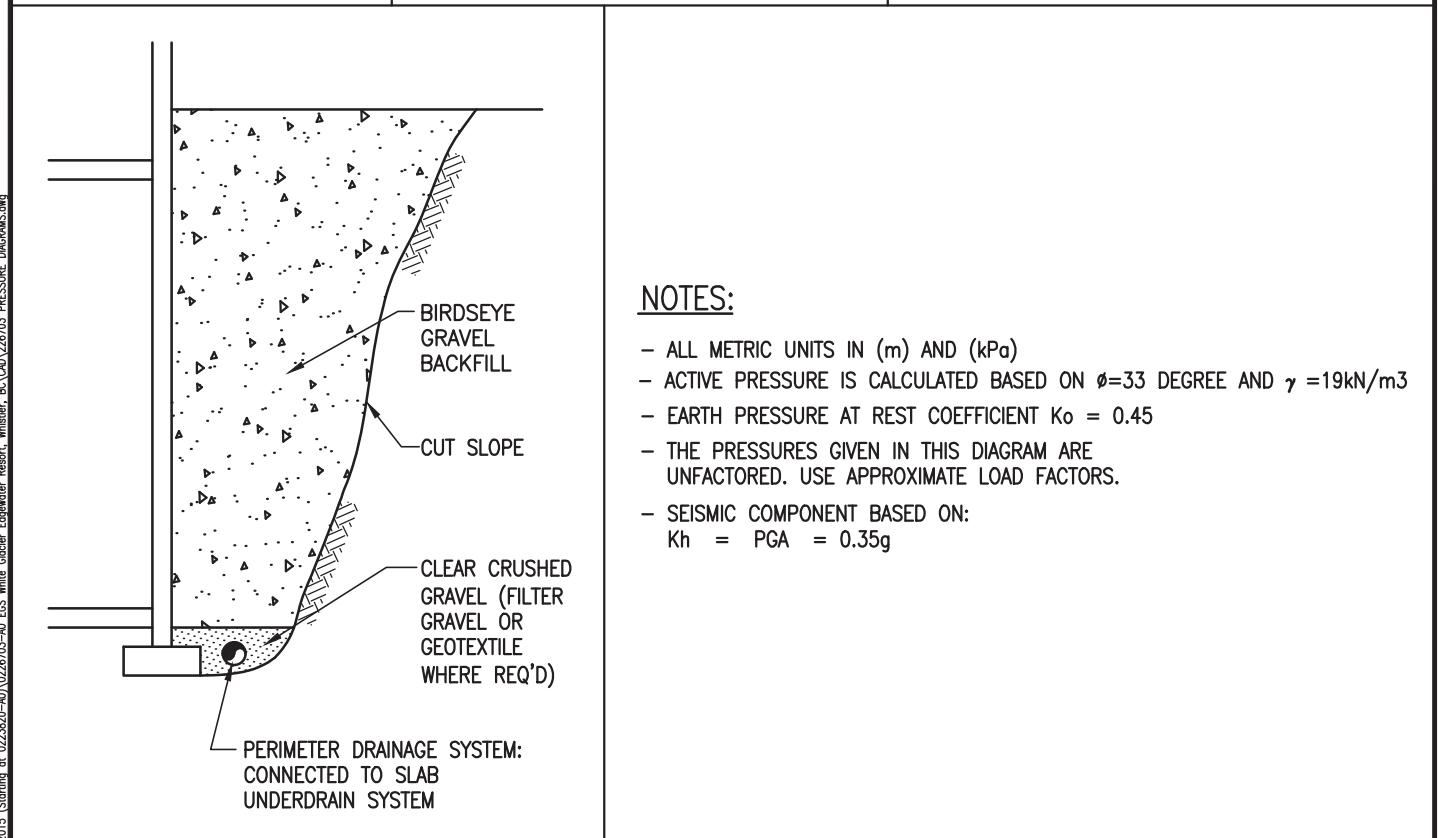 BIRDSEYE
GRAVEL
BACKFILL
CUT SLOPE
CLEAR CRUSHED
GRAVEL (FILTER
GRAVEL OR
GEOTEXTILE
WHERE REQ'D)
PERIMETER DRAINAGE SYSTEM:
CONNECTED TO SLAB
UNDERDRAIN SYSTEM
NOTES:
– ALL METRIC UNITS IN (m) AND (kPa)
– ACTIVE PRESSURE IS CALCULATED BASED ON ø=33 DEGREE AND γ =19kN/m3
– EARTH PRESSURE AT REST COEFFICIENT Ko = 0.45
– THE PRESSURES GIVEN IN THIS DIAGRAM ARE
UNFACTORED. USE APPROXIMATE LOAD FACTORS.
– SEISMIC COMPONENT BASED ON:
Kh = PGA = 0.35g